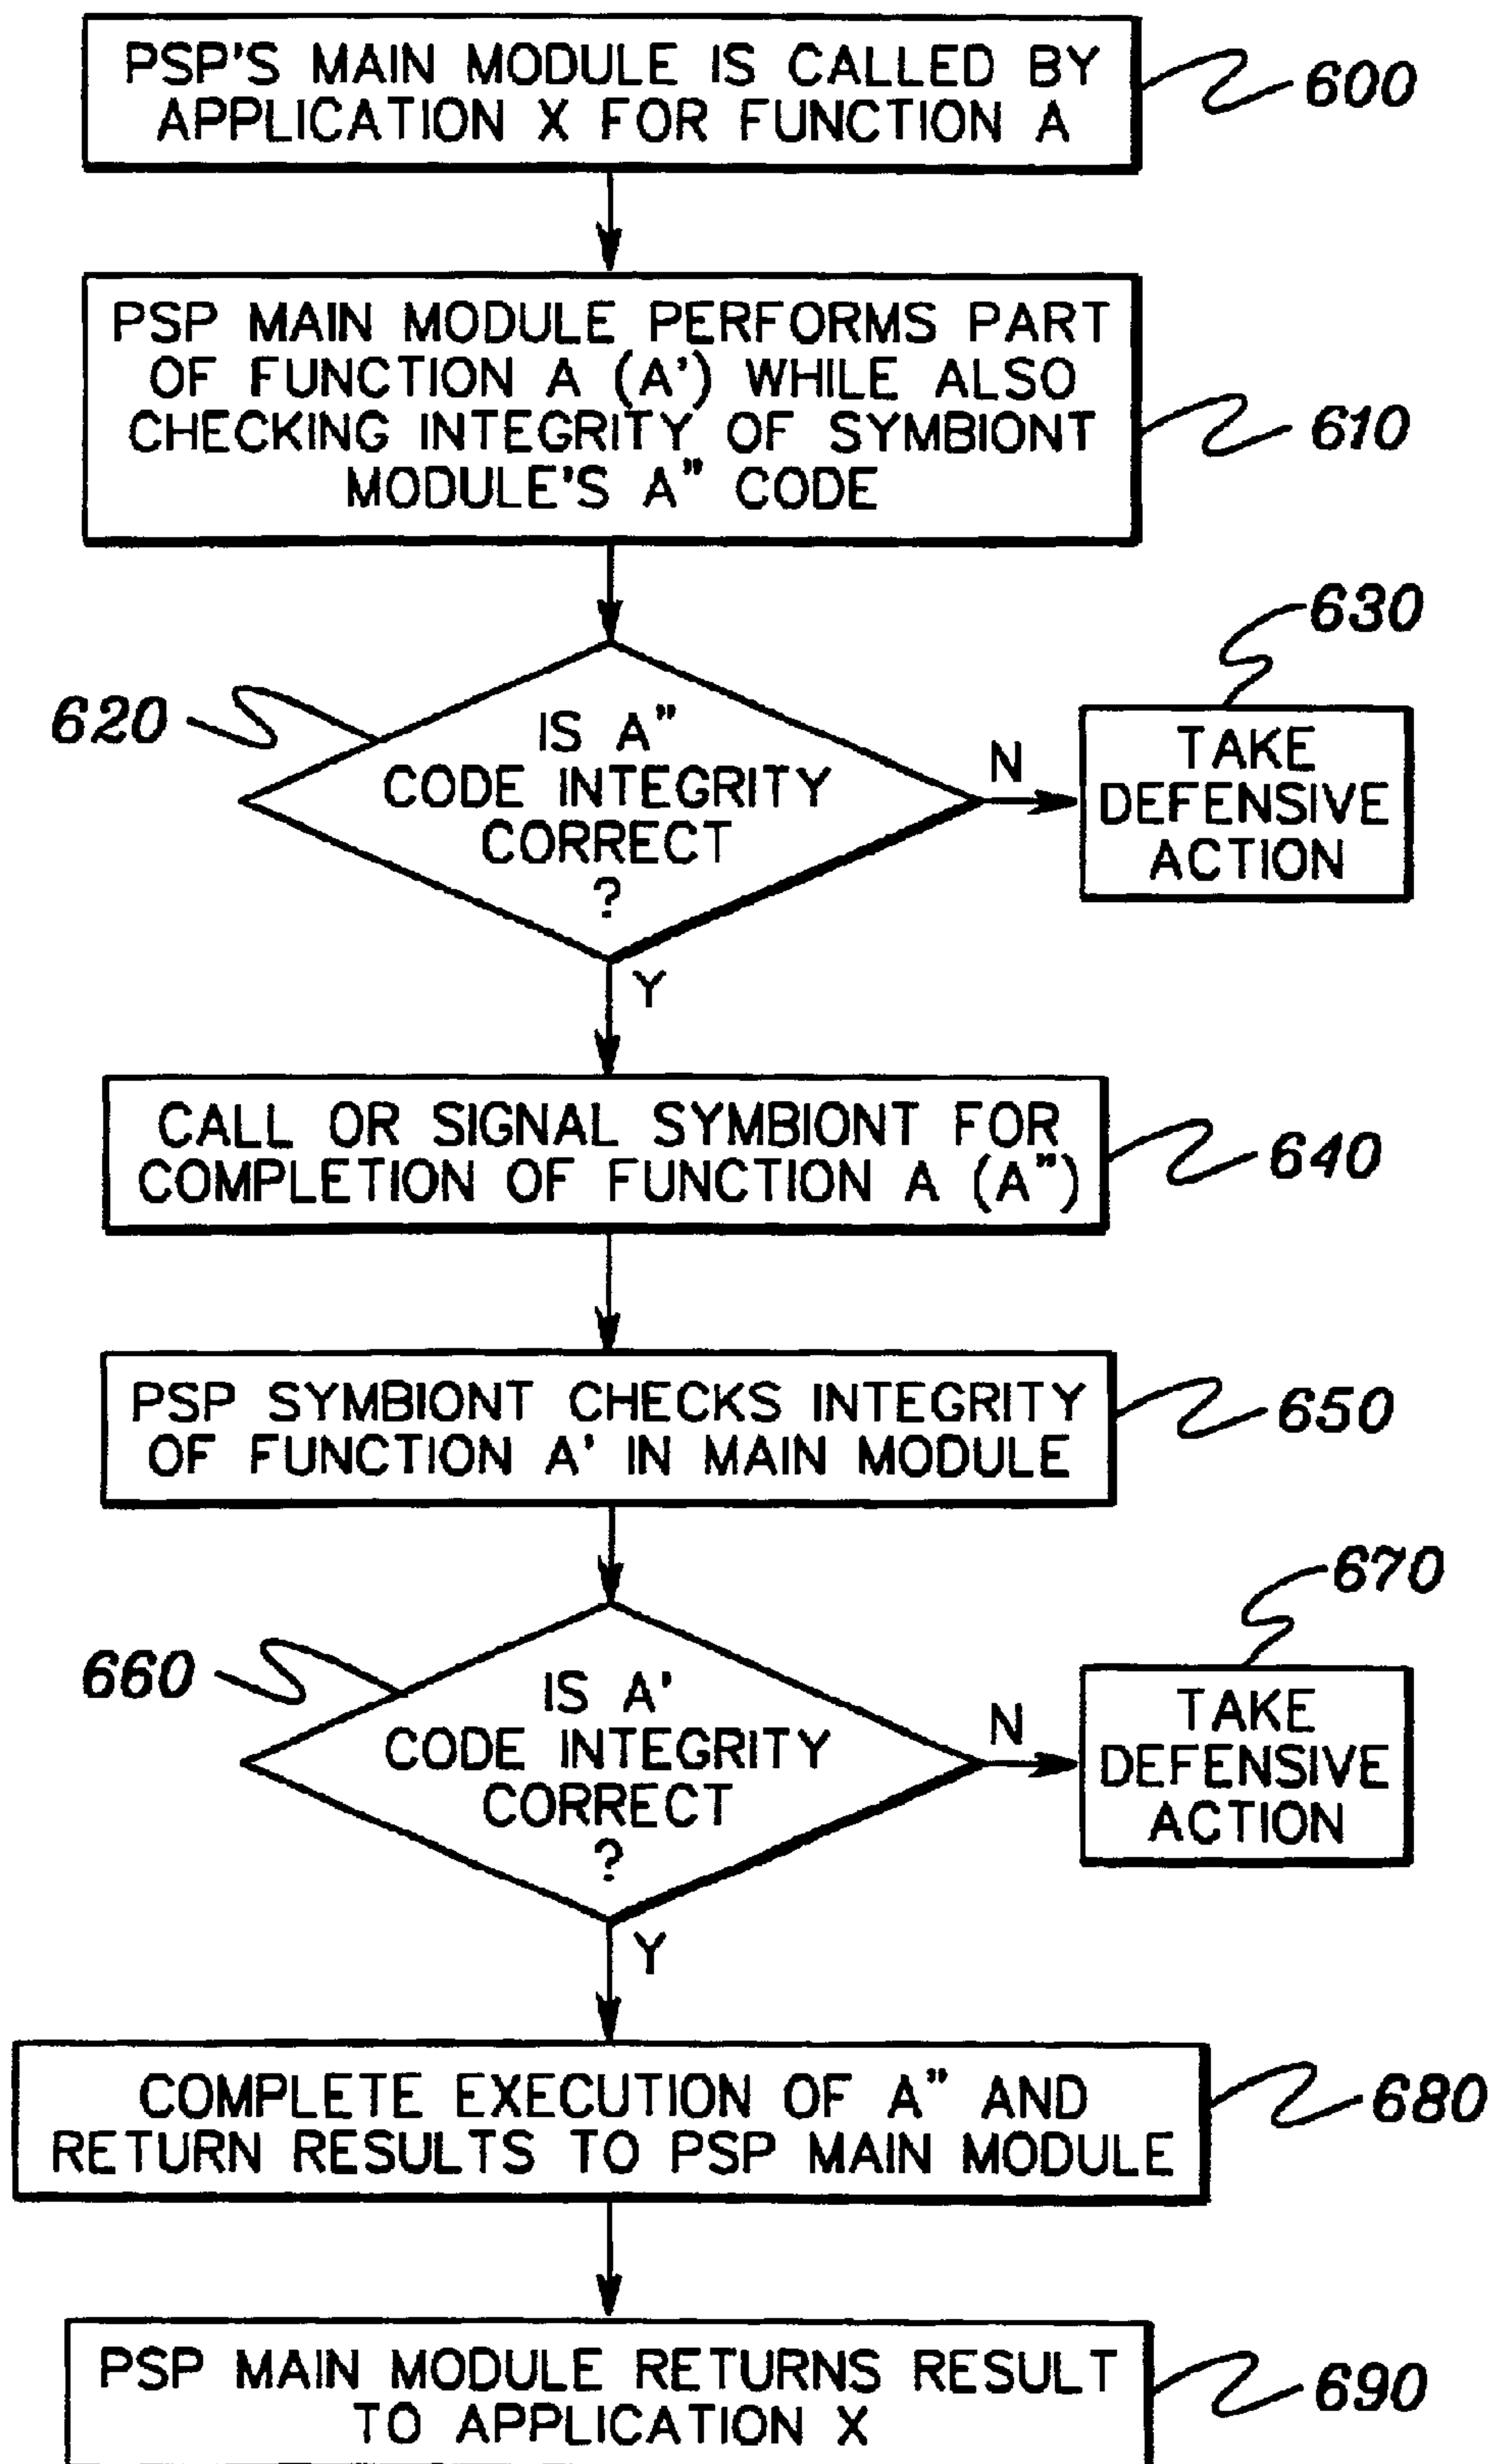 PSP'S MAIN MODULE IS CALLED BY
APPLICATION X FOR FUNCTION A
600
PSP MAIN MODULE PERFORMS PART
OF FUNCTION A (A') WHILE ALSO
CHECKING INTEGRITY OF SYMBIONT
MODULE'S A" CODE
610
620
IS A"
CODE INTEGRITY
CORRECT
?
N
630
TAKE
DEFENSIVE
ACTION
Y
CALL OR SIGNAL SYMBIONT FOR
COMPLETION OF FUNCTION A (A")
640
PSP SYMBIONT CHECKS INTEGRITY
OF FUNCTION A' IN MAIN MODULE
650
660
IS A'
CODE INTEGRITY
CORRECT
?
N
670
TAKE
DEFENSIVE
ACTION
Y
COMPLETE EXECUTION OF A" AND
RETURN RESULTS TO PSP MAIN MODULE
680
PSP MAIN MODULE RETURNS RESULT
TO APPLICATION X
690